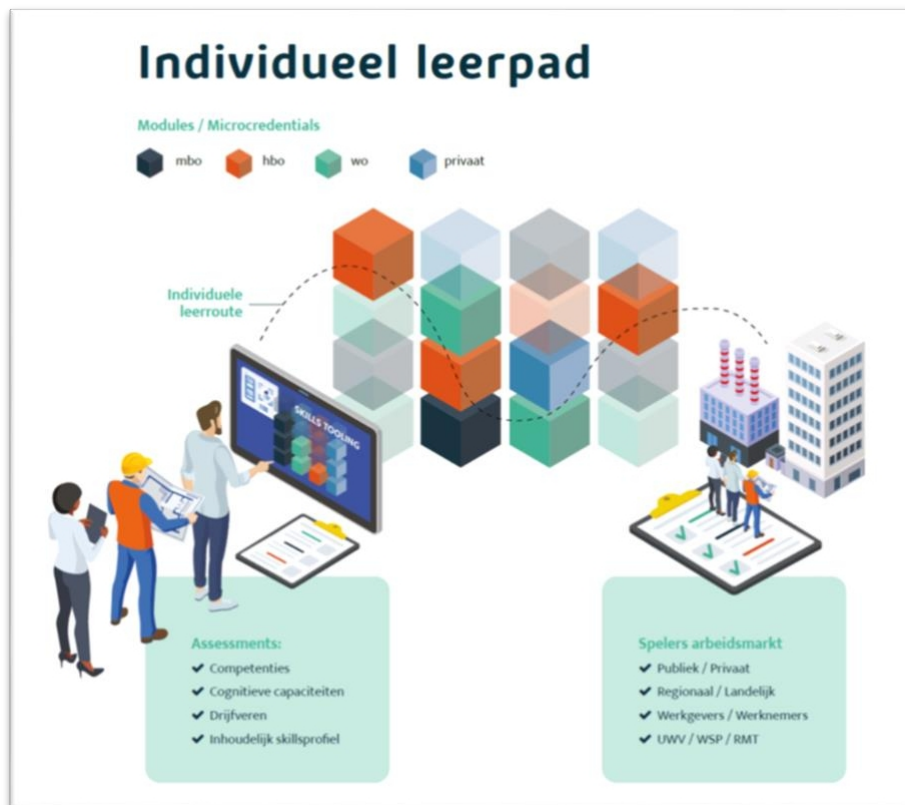 Individueel leerpad
Modules / Microcredentials
mbo
hbo
wo
privaat
Individuele
leerroute
SKILLS TOOLING
Assessments:
Competenties
Cognitieve capaciteiten
Drijfveren
Inhoudelijk skillsprofiel
Spelers arbeidsmarkt
Publiek / Privaat
Regionaal / Landelijk
Werkgevers / Werknemers
UWV / WSP / RMT